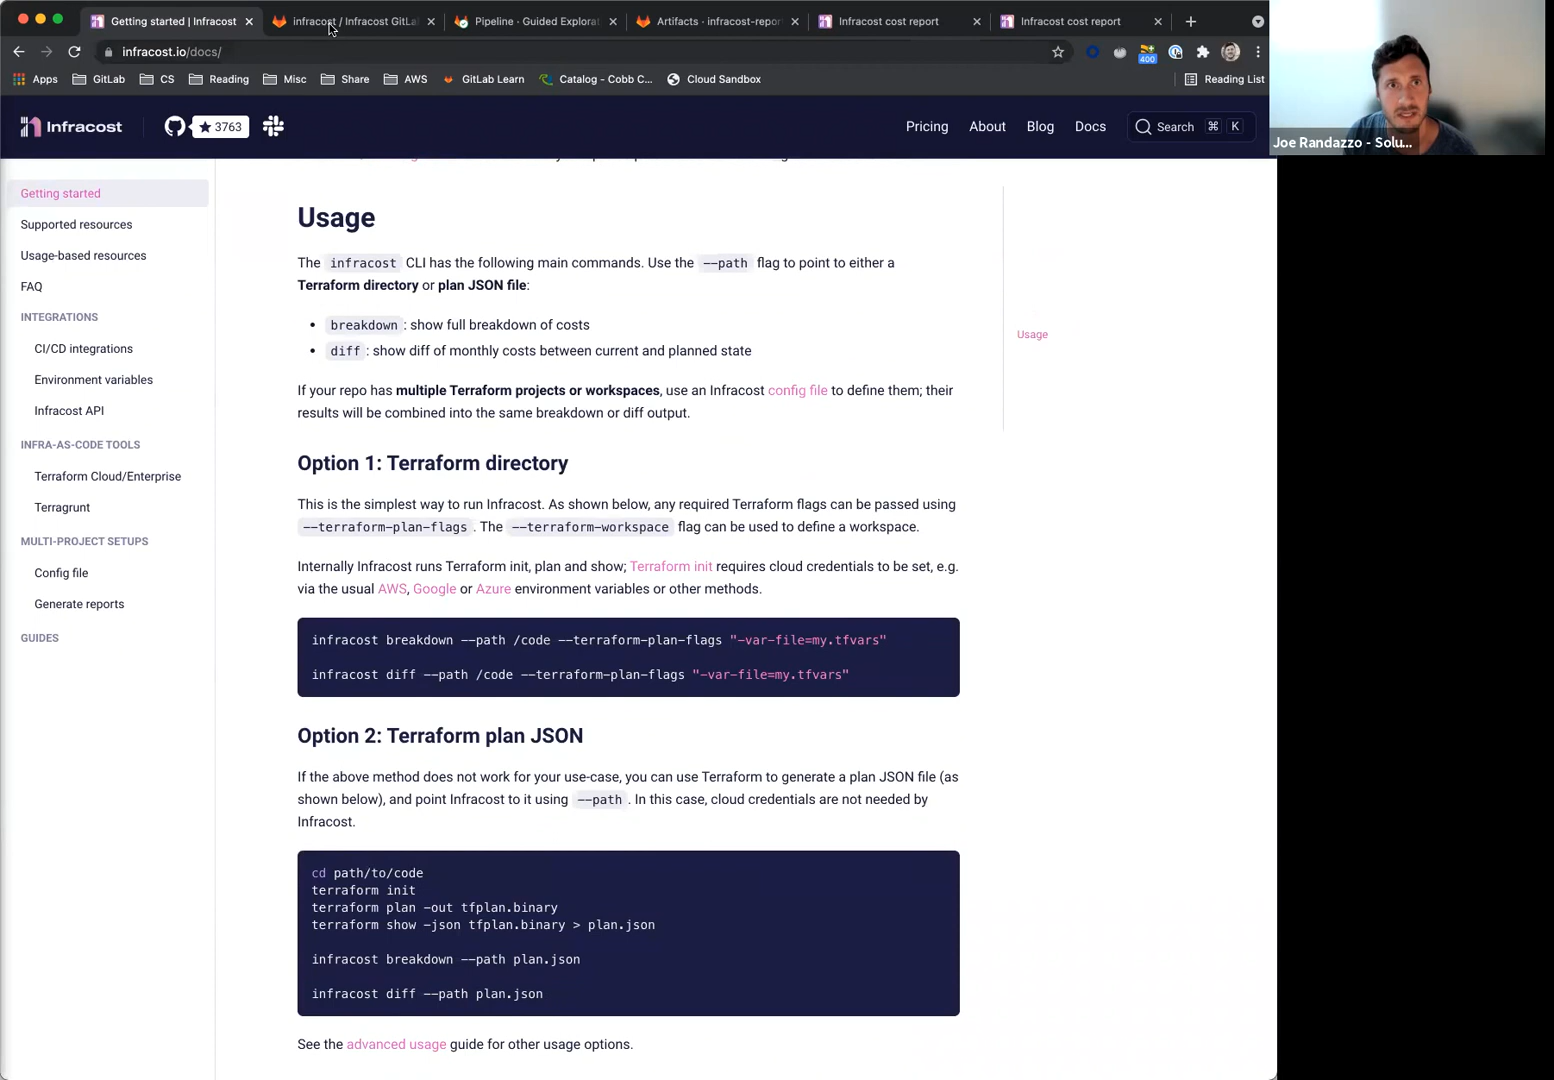 Getting started | Infracost
infracost / Infracost GitLa
Pipeline · Guided Explorat
Artifacts · infracost-repor
Infracost cost report
Infracost cost report
infracost.io/docs/
400
Apps
GitLab
CS
Reading
Misc
Share
AWS
GitLab Learn
Catalog - Cobb C...
Cloud Sandbox
Reading List
Infracost
★ 3763
Pricing
About
Blog
Docs
Search ⌘ K
Joe Randazzo - Solu...
Getting started
Supported resources
Usage-based resources
FAQ
INTEGRATIONS
CI/CD integrations
Environment variables
Infracost API
INFRA-AS-CODE TOOLS
Terraform Cloud/Enterprise
Terragrunt
MULTI-PROJECT SETUPS
Config file
Generate reports
GUIDES
Usage
The infracost CLI has the following main commands. Use the --path flag to point to either a
Terraform directory or plan JSON file:
• breakdown : show full breakdown of costs
• diff : show diff of monthly costs between current and planned state
If your repo has multiple Terraform projects or workspaces, use an Infracost config file to define them; their
results will be combined into the same breakdown or diff output.
Option 1: Terraform directory
This is the simplest way to run Infracost. As shown below, any required Terraform flags can be passed using
--terraform-plan-flags . The --terraform-workspace flag can be used to define a workspace.
Internally Infracost runs Terraform init, plan and show; Terraform init requires cloud credentials to be set, e.g.
via the usual AWS, Google or Azure environment variables or other methods.
infracost breakdown --path /code --terraform-plan-flags "-var-file=my.tfvars"
infracost diff --path /code --terraform-plan-flags "-var-file=my.tfvars"
Option 2: Terraform plan JSON
If the above method does not work for your use-case, you can use Terraform to generate a plan JSON file (as
shown below), and point Infracost to it using --path . In this case, cloud credentials are not needed by
Infracost.
cd path/to/code
terraform init
terraform plan -out tfplan.binary
terraform show -json tfplan.binary > plan.json
infracost breakdown --path plan.json
infracost diff --path plan.json
See the advanced usage guide for other usage options.
Usage